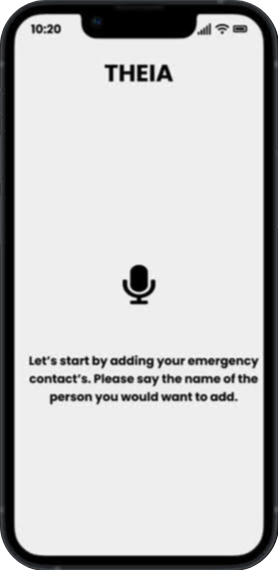 10:20
THEIA
Let's start by adding your emergency
contact's. Please say the name of the
person you would want to add.